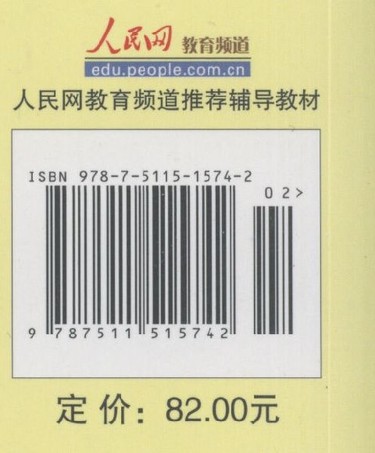 人民网 教育频道
edu.people.com.cn
人民网教育频道推荐辅导教材
ISBN 978-7-5115-1574-2
02>
9 787511 515742
定 价：82.00元